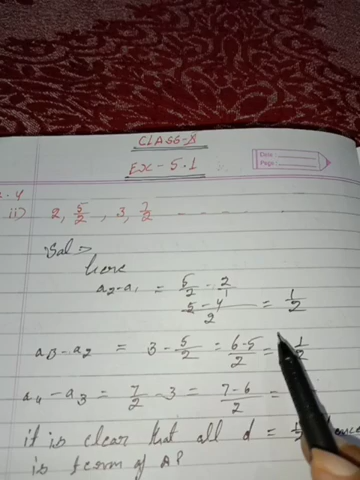 CLASS-X
EX - 5.1
Date
Page
ii) 2, 5/2, 3, 7/2 - - - - - -
Sol =>
here
a2-a1 = 5/2 - 2/1
5-4/2 = 1/2
a3-a2 = 3 - 5/2 = 6-5/2 = 1/2
a4-a3 = 7/2 - 3 = 7-6/2 =
it is clear that all d = 1/2
is term of AP